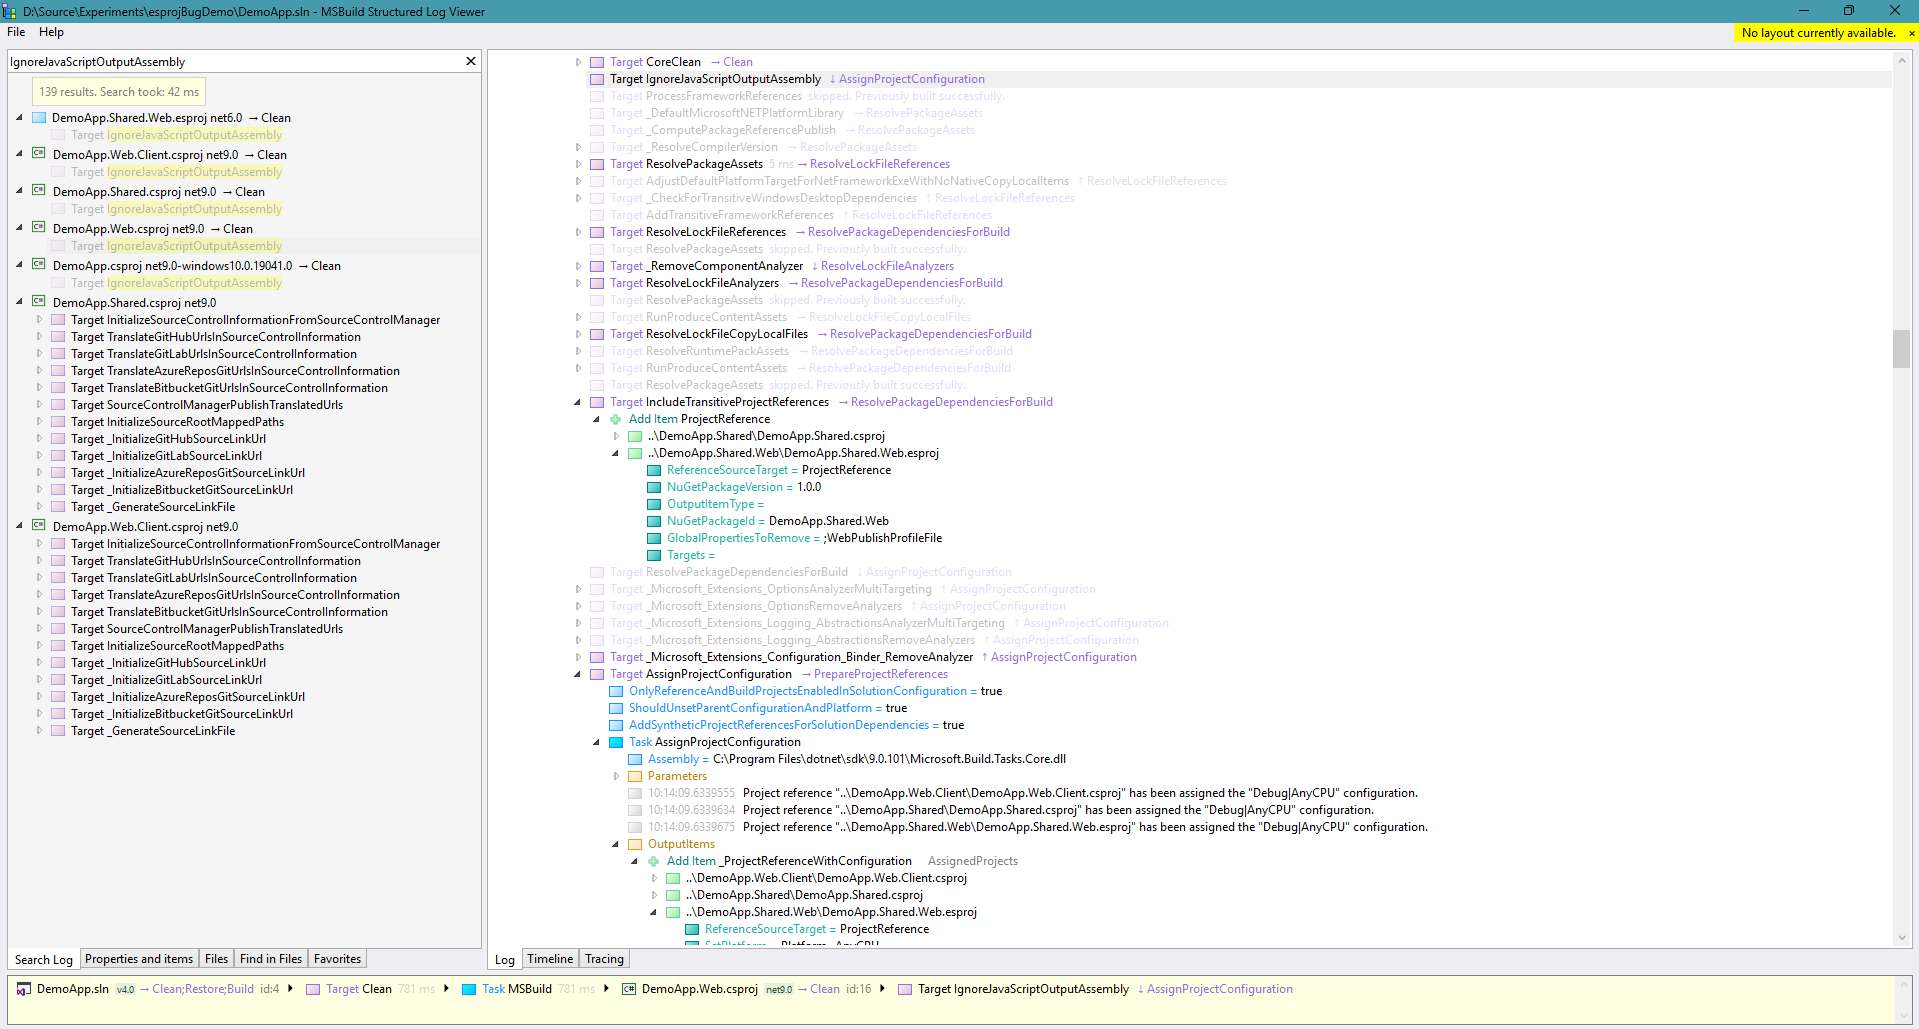 D:\Source\Experiments\esprojBugDemo\DemoApp.sln - MSBuild Structured Log Viewer
File Help
No layout currently available. ×
IgnoreJavaScriptOutputAssembly
139 results. Search took: 42 ms
DemoApp.Shared.Web.esproj net6.0 → Clean
Target IgnoreJavaScriptOutputAssembly
DemoApp.Web.Client.csproj net9.0 → Clean
Target IgnoreJavaScriptOutputAssembly
DemoApp.Shared.csproj net9.0 → Clean
Target IgnoreJavaScriptOutputAssembly
DemoApp.Web.csproj net9.0 → Clean
Target IgnoreJavaScriptOutputAssembly
DemoApp.csproj net9.0-windows10.0.19041.0 → Clean
Target IgnoreJavaScriptOutputAssembly
DemoApp.Shared.csproj net9.0
Target InitializeSourceControlInformationFromSourceControlManager
Target TranslateGitHubUrlsInSourceControlInformation
Target TranslateGitLabUrlsInSourceControlInformation
Target TranslateAzureReposGitUrlsInSourceControlInformation
Target TranslateBitbucketGitUrlsInSourceControlInformation
Target SourceControlManagerPublishTranslatedUrls
Target InitializeSourceRootMappedPaths
Target _InitializeGitHubSourceLinkUrl
Target _InitializeGitLabSourceLinkUrl
Target _InitializeAzureReposGitSourceLinkUrl
Target _InitializeBitbucketGitSourceLinkUrl
Target _GenerateSourceLinkFile
DemoApp.Web.Client.csproj net9.0
Target InitializeSourceControlInformationFromSourceControlManager
Target TranslateGitHubUrlsInSourceControlInformation
Target TranslateGitLabUrlsInSourceControlInformation
Target TranslateAzureReposGitUrlsInSourceControlInformation
Target TranslateBitbucketGitUrlsInSourceControlInformation
Target SourceControlManagerPublishTranslatedUrls
Target InitializeSourceRootMappedPaths
Target _InitializeGitHubSourceLinkUrl
Target _InitializeGitLabSourceLinkUrl
Target _InitializeAzureReposGitSourceLinkUrl
Target _InitializeBitbucketGitSourceLinkUrl
Target _GenerateSourceLinkFile
Search Log Properties and items Files Find in Files Favorites
Target CoreClean → Clean
Target IgnoreJavaScriptOutputAssembly ↓ AssignProjectConfiguration
Target ProcessFrameworkReferences skipped. Previously built successfully.
Target _DefaultMicrosoftNETPlatformLibrary → ResolvePackageAssets
Target _ComputePackageReferencePublish → ResolvePackageAssets
Target _ResolveCompilerVersion → ResolvePackageAssets
Target ResolvePackageAssets 5 ms → ResolveLockFileReferences
Target AdjustDefaultPlatformTargetForNetFrameworkExeWithNoNativeCopyLocalItems ↑ ResolveLockFileReferences
Target _CheckForTransitiveWindowsDesktopDependencies ↑ ResolveLockFileReferences
Target AddTransitiveFrameworkReferences ↑ ResolveLockFileReferences
Target ResolveLockFileReferences → ResolvePackageDependenciesForBuild
Target ResolvePackageAssets skipped. Previously built successfully.
Target _RemoveComponentAnalyzer ↓ ResolveLockFileAnalyzers
Target ResolveLockFileAnalyzers → ResolvePackageDependenciesForBuild
Target ResolvePackageAssets skipped. Previously built successfully.
Target RunProduceContentAssets → ResolveLockFileCopyLocalFiles
Target ResolveLockFileCopyLocalFiles → ResolvePackageDependenciesForBuild
Target ResolveRuntimePackAssets → ResolvePackageDependenciesForBuild
Target RunProduceContentAssets → ResolvePackageDependenciesForBuild
Target ResolvePackageAssets skipped. Previously built successfully.
Target IncludeTransitiveProjectReferences → ResolvePackageDependenciesForBuild
Add Item ProjectReference
..\DemoApp.Shared\DemoApp.Shared.csproj
..\DemoApp.Shared.Web\DemoApp.Shared.Web.esproj
ReferenceSourceTarget = ProjectReference
NuGetPackageVersion = 1.0.0
OutputItemType =
NuGetPackageId = DemoApp.Shared.Web
GlobalPropertiesToRemove = ;WebPublishProfileFile
Targets =
Target ResolvePackageDependenciesForBuild ↓ AssignProjectConfiguration
Target _Microsoft_Extensions_OptionsAnalyzerMultiTargeting ↑ AssignProjectConfiguration
Target _Microsoft_Extensions_OptionsRemoveAnalyzers ↑ AssignProjectConfiguration
Target _Microsoft_Extensions_Logging_AbstractionsAnalyzerMultiTargeting ↑ AssignProjectConfiguration
Target _Microsoft_Extensions_Logging_AbstractionsRemoveAnalyzers ↑ AssignProjectConfiguration
Target _Microsoft_Extensions_Configuration_Binder_RemoveAnalyzer ↑ AssignProjectConfiguration
Target AssignProjectConfiguration → PrepareProjectReferences
OnlyReferenceAndBuildProjectsEnabledInSolutionConfiguration = true
ShouldUnsetParentConfigurationAndPlatform = true
AddSyntheticProjectReferencesForSolutionDependencies = true
Task AssignProjectConfiguration
Assembly = C:\Program Files\dotnet\sdk\9.0.101\Microsoft.Build.Tasks.Core.dll
Parameters
10:14:09.6339555 Project reference "..\DemoApp.Web.Client\DemoApp.Web.Client.csproj" has been assigned the "Debug|AnyCPU" configuration.
10:14:09.6339634 Project reference "..\DemoApp.Shared\DemoApp.Shared.csproj" has been assigned the "Debug|AnyCPU" configuration.
10:14:09.6339675 Project reference "..\DemoApp.Shared.Web\DemoApp.Shared.Web.esproj" has been assigned the "Debug|AnyCPU" configuration.
OutputItems
Add Item _ProjectReferenceWithConfiguration AssignedProjects
..\DemoApp.Web.Client\DemoApp.Web.Client.csproj
..\DemoApp.Shared\DemoApp.Shared.csproj
..\DemoApp.Shared.Web\DemoApp.Shared.Web.esproj
ReferenceSourceTarget = ProjectReference
SetPlatform = Platform=AnyCPU
Log Timeline Tracing
DemoApp.sln v4.0 → Clean;Restore;Build id:4 Target Clean 781 ms Task MSBuild 781 ms C# DemoApp.Web.csproj net9.0 → Clean id:16 Target IgnoreJavaScriptOutputAssembly ↓ AssignProjectConfiguration